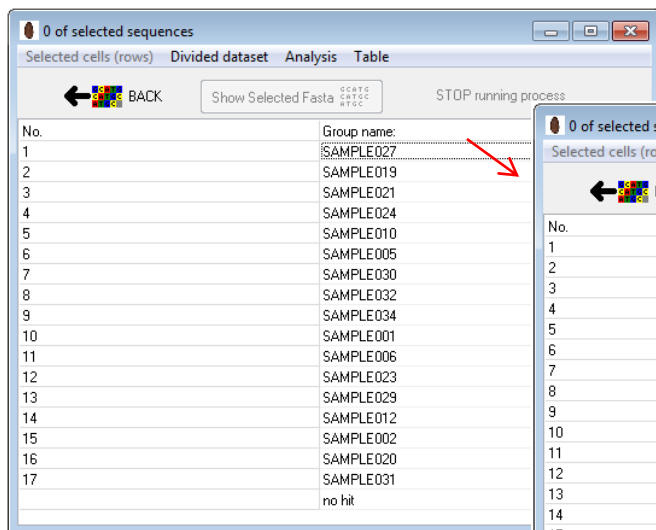 0 of selected sequences
Selected cells (rows) Divided dataset Analysis Table
BACK Show Selected Fasta GCATG CATGC ATGC STOP running process
No. Group name:
1 SAMPLE027
2 SAMPLE019
3 SAMPLE021
4 SAMPLE024
5 SAMPLE010
6 SAMPLE005
7 SAMPLE030
8 SAMPLE032
9 SAMPLE034
10 SAMPLE001
11 SAMPLE006
12 SAMPLE023
13 SAMPLE029
14 SAMPLE012
15 SAMPLE002
16 SAMPLE020
17 SAMPLE031
no hit
0 of selected s
Selected cells (ro
No.
1
2
3
4
5
6
7
8
9
10
11
12
13
14